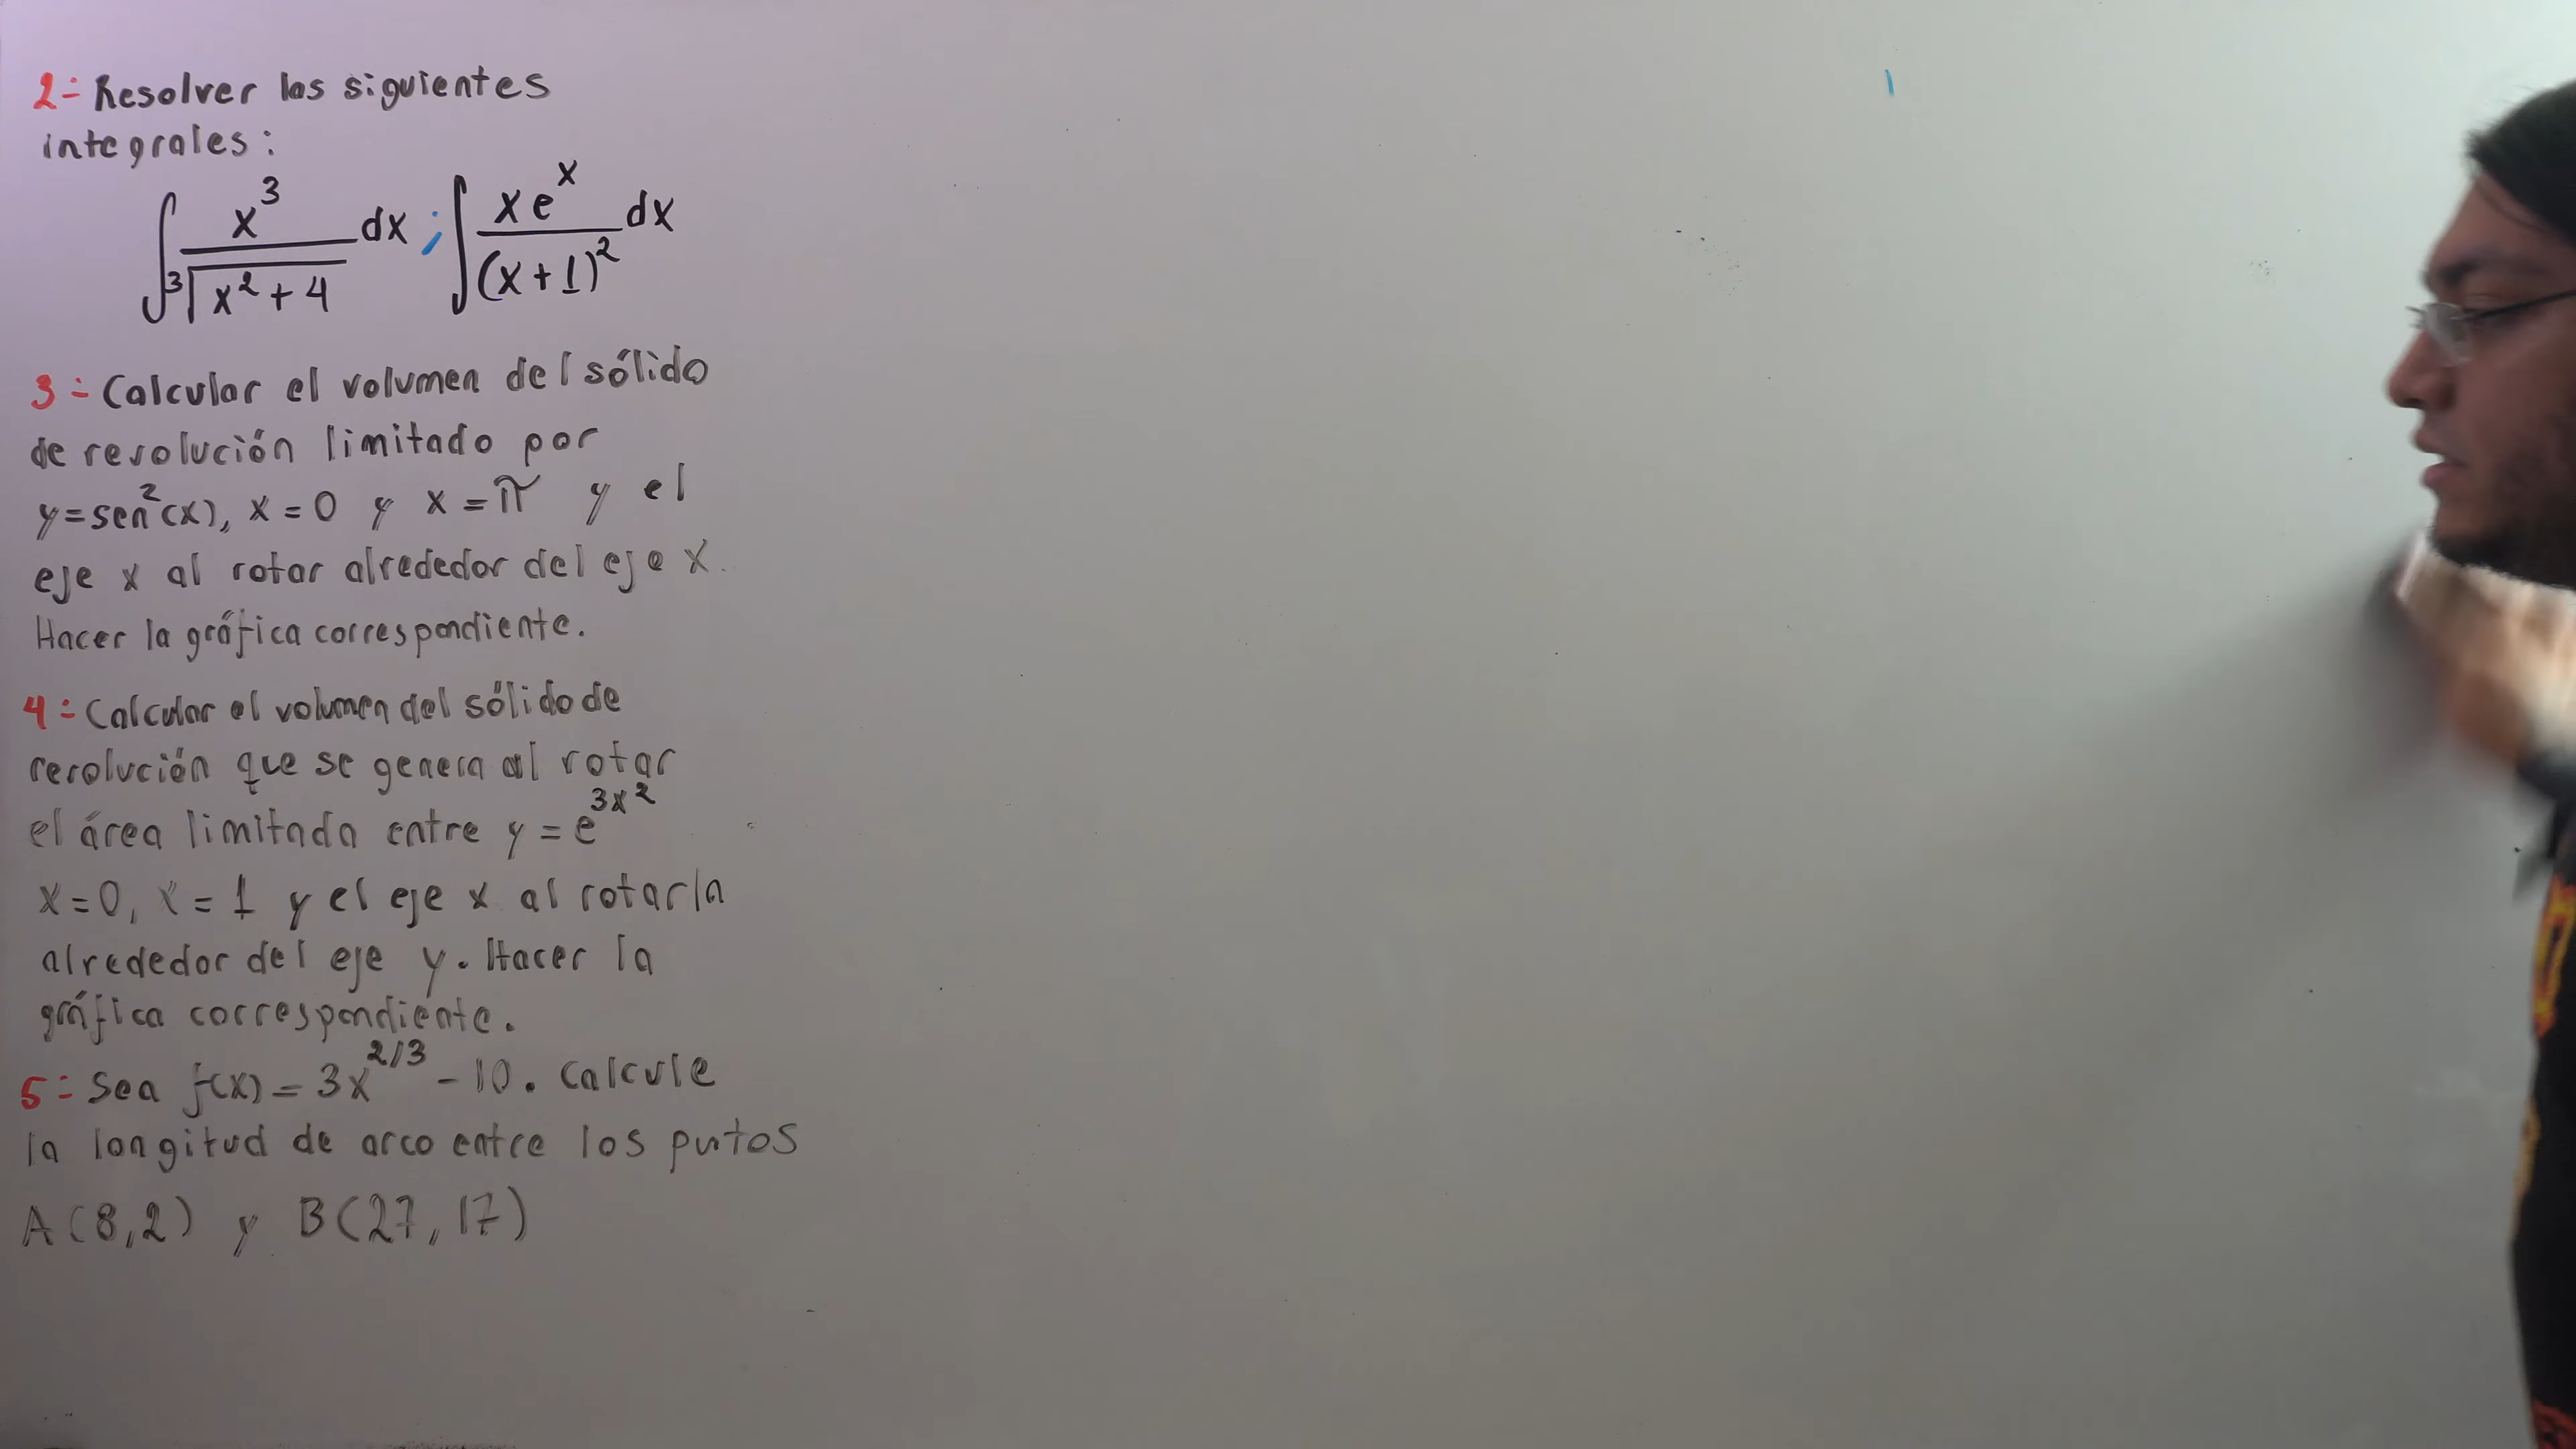 2- Resolver las siguientes
integrales:
∫ x³/∛(x²+4) dx ; ∫ xeˣ/(x+1)² dx
3- Calcular el volumen del sólido
de resolución limitado por
y=sen²(x), x=0 y x=π y el
eje x al rotar alrededor del eje x.
Hacer la gráfica correspondiente.
4- Calcular el volumen del sólido de
resolución que se genera al rotar
el área limitada entre y=e^3x²
x=0, x=1 y el eje x al rotarla
alrededor del eje y. Hacer la
gráfica correspondiente.
5- Sea f(x)=3x^2/3-10. Calcule
la longitud de arco entre los putos
A(8,2) y B(27,17)